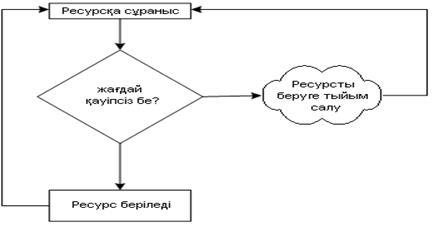 Ресурсқа сұраныс
жағдай
қауіпсіз бе?
Ресурсты
беруге тыйым
салу
Ресурс беріледі